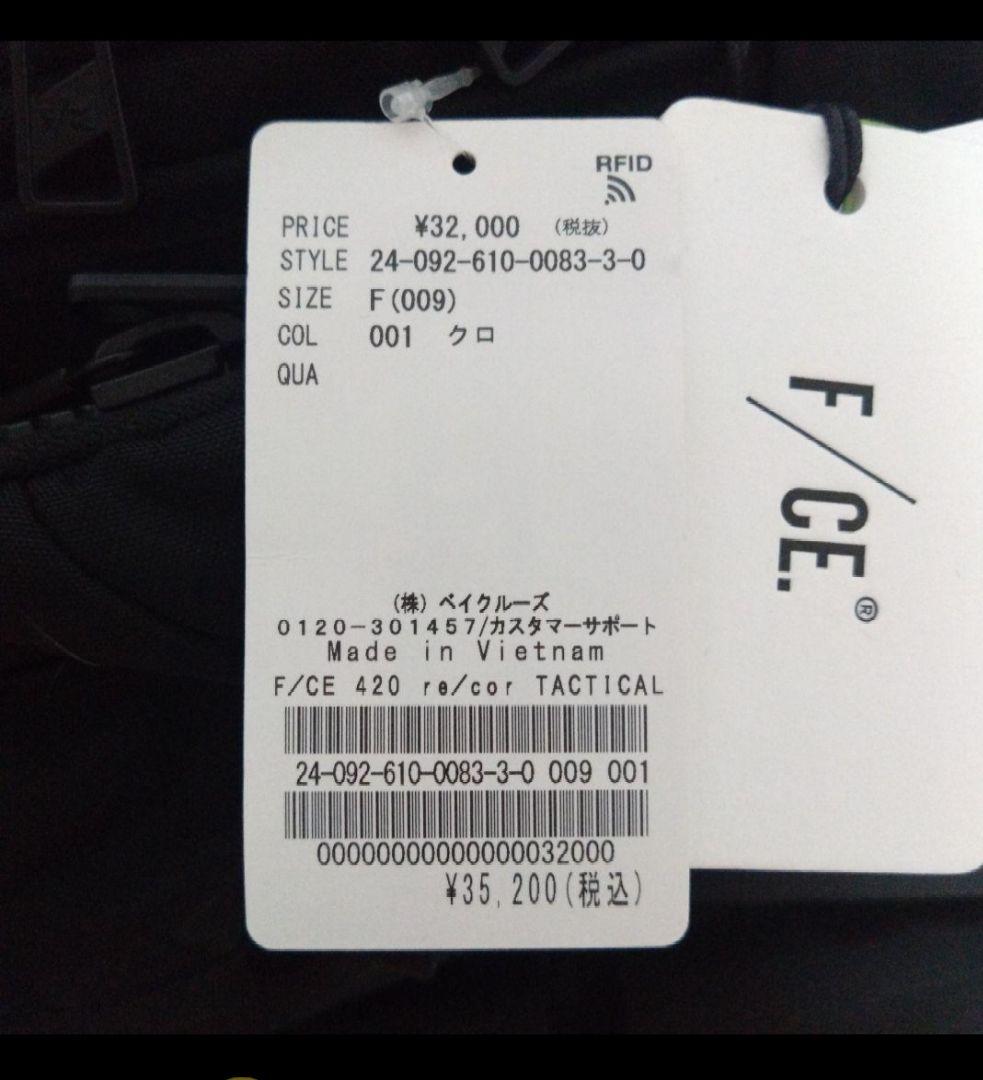 RFID
PRICE ¥32,000 (税抜)
STYLE 24-092-610-0083-3-0
SIZE F(009)
COL 001 クロ
QUA
(株) ベイクルーズ
0120-301457/カスタマーサポート
Made in Vietnam
F/CE 420 re/cor TACTICAL
24-092-610-0083-3-0 009 001
00000000000000032000
¥35,200(税込)
F/CE.®